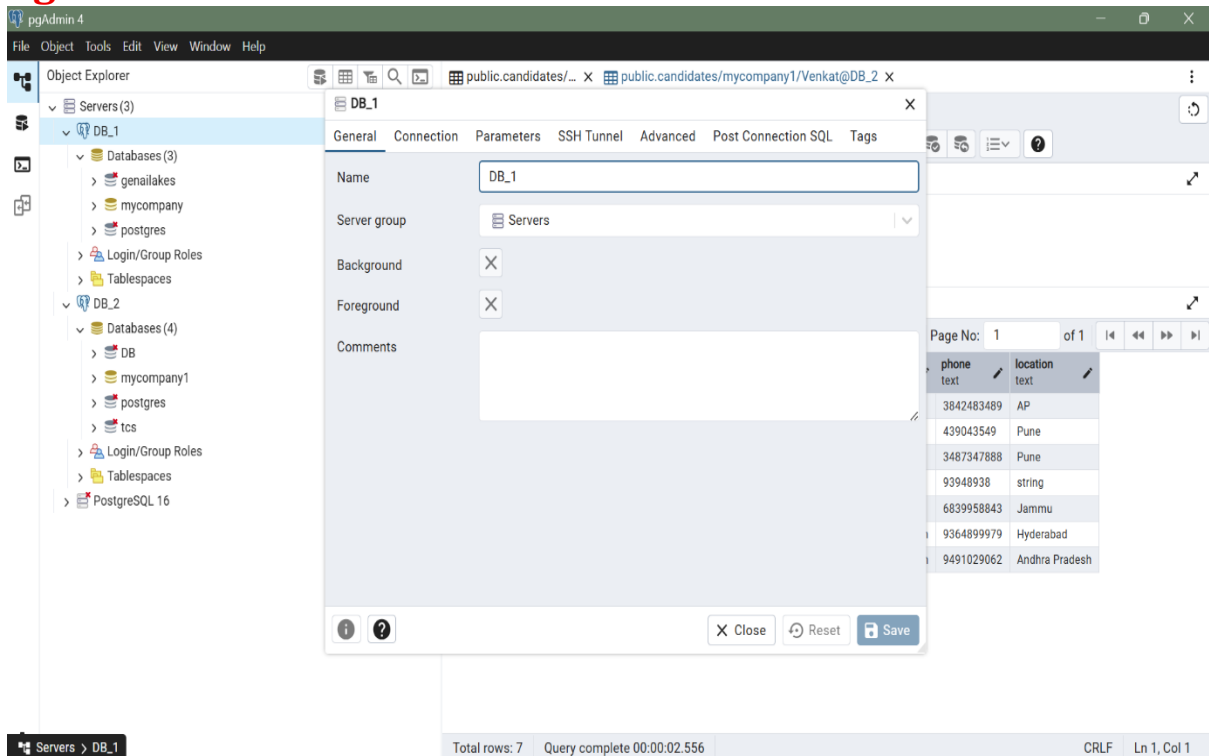 pgAdmin 4
File Object Tools Edit View Window Help
Object Explorer
public.candidates/... X public.candidates/mycompany1/Venkat@DB_2 X
Servers (3)
DB_1
Databases (3)
genailakes
mycompany
postgres
Login/Group Roles
Tablespaces
DB_2
Databases (4)
DB
mycompany1
postgres
tcs
Login/Group Roles
Tablespaces
PostgreSQL 16
DB_1
General Connection Parameters SSH Tunnel Advanced Post Connection SQL Tags
Name DB_1
Server group Servers
Background
Foreground
Comments
Close Reset Save
Page No: 1 of 1
phone location
text text
3842483489 AP
439043549 Pune
3487347888 Pune
93948938 string
6839958843 Jammu
9364899979 Hyderabad
9491029062 Andhra Pradesh
Servers > DB_1
Total rows: 7 Query complete 00:00:02.556 CRLF Ln 1, Col 1